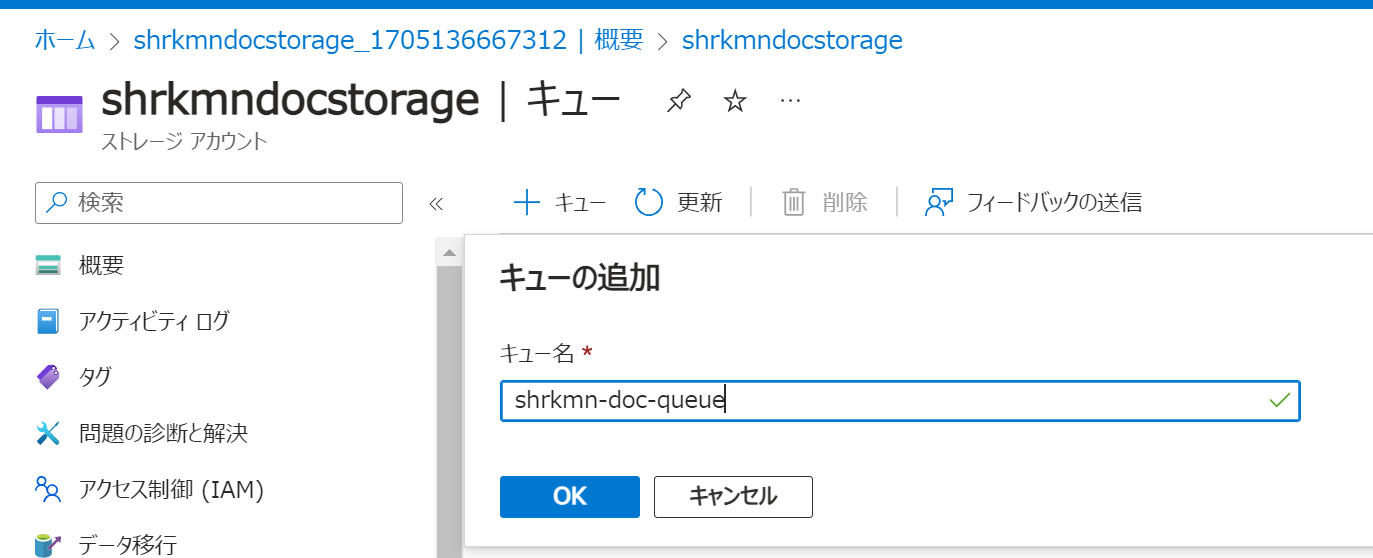 ホーム > shrkmndocstorage_1705136667312 | 概要 > shrkmndocstorage
shrkmndocstorage | キュー ...
ストレージ アカウント
検索 «
+ キュー 更新 削除 フィードバックの送信
概要
アクティビティ ログ
タグ
問題の診断と解決
アクセス制御 (IAM)
データ移行
キューの追加
キュー名 *
shrkmn-doc-queue
OK キャンセル